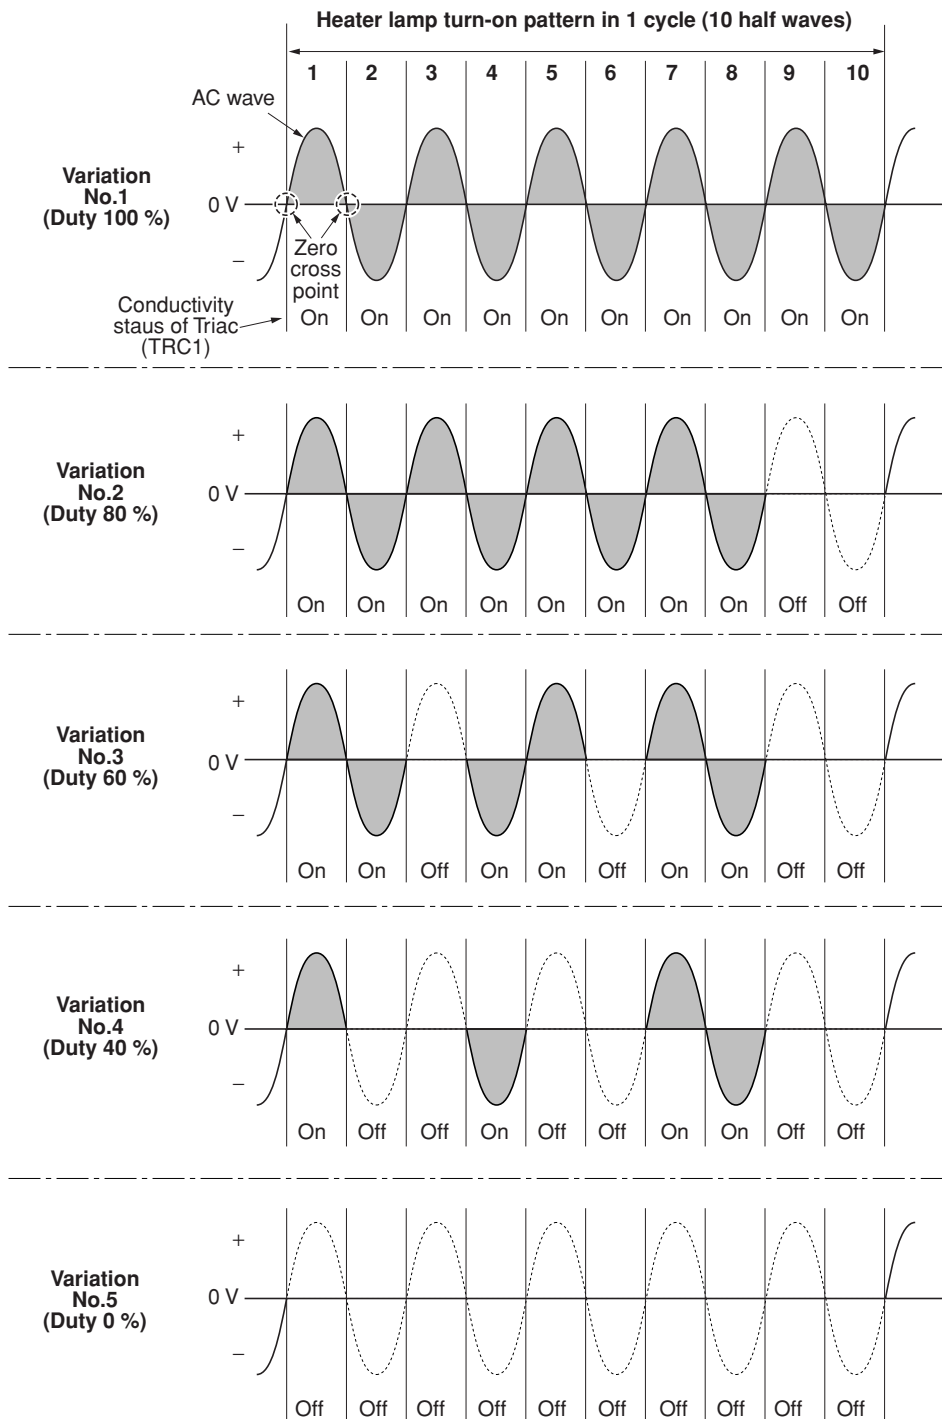 Heater lamp turn-on pattern in 1 cycle (10 half waves)
1 2 3 4 5 6 7 8 9 10
AC wave
+
Variation
No.1
(Duty 100 %)
0 V
−
Zero
cross
point
Conductivity
staus of Triac
(TRC1)
On On On On On On On On On On
+
Variation
No.2
(Duty 80 %)
0 V
−
On On On On On On On On Off Off
+
Variation
No.3
(Duty 60 %)
0 V
−
On On Off On On Off On On Off Off
+
Variation
No.4
(Duty 40 %)
0 V
−
On Off Off On Off Off On On Off Off
+
Variation
No.5
(Duty 0 %)
0 V
−
Off Off Off Off Off Off Off Off Off Off